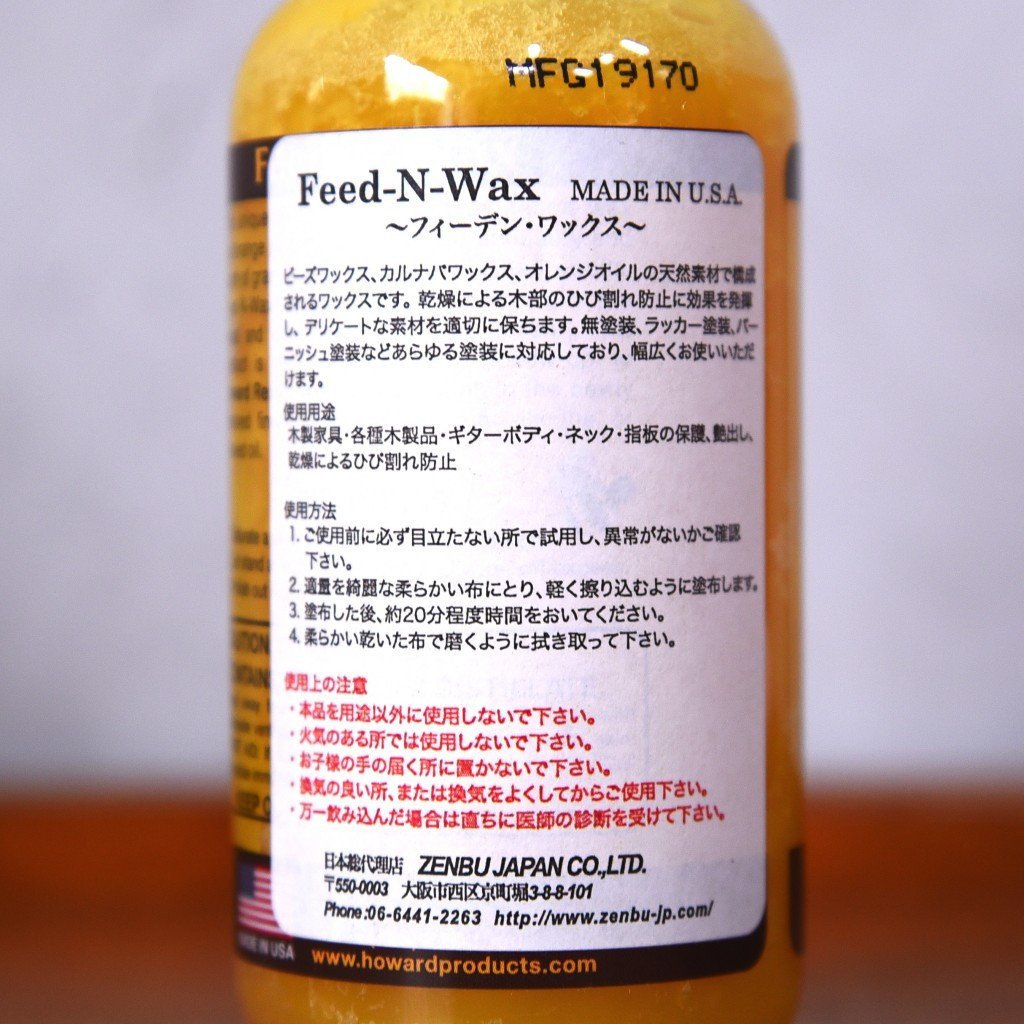 MFG19170
Feed-N-Wax MADE IN U.S.A.
～フィーデン・ワックス～
ビーズワックス、カルナバワックス、オレンジオイルの天然素材で構成
されるワックスです。乾燥による木部のひび割れ防止に効果を発揮
し、デリケートな素材を適切に保ちます。無塗装、ラッカー塗装、バー
ニッシュ塗装などあらゆる塗装に対応しており、幅広くお使いいただ
けます。
使用用途
木製家具・各種木製品・ギターボディ・ネック・指板の保護、艶出し、
乾燥によるひび割れ防止
使用方法
1. ご使用前に必ず目立たない所で試用し、異常がないかご確認
下さい。
2. 適量を綺麗な柔らかい布にとり、軽く擦り込むように塗布します。
3. 塗布した後、約20分程度時間をおいてください。
4. 柔らかい乾いた布で磨くように拭き取って下さい。
使用上の注意
・本品を用途以外に使用しないで下さい。
・火気のある所では使用しないで下さい。
・お子様の手の届く所に置かないで下さい。
・換気の良い所、または換気をよくしてからご使用下さい。
・万一飲み込んだ場合は直ちに医師の診断を受けて下さい。
日本総代理店 ZENBU JAPAN CO.,LTD.
〒550-0003 大阪市西区京町堀3-8-8-101
Phone:06-6441-2263 http://www.zenbu-jp.com/
MADE IN USA
www.howardproducts.com